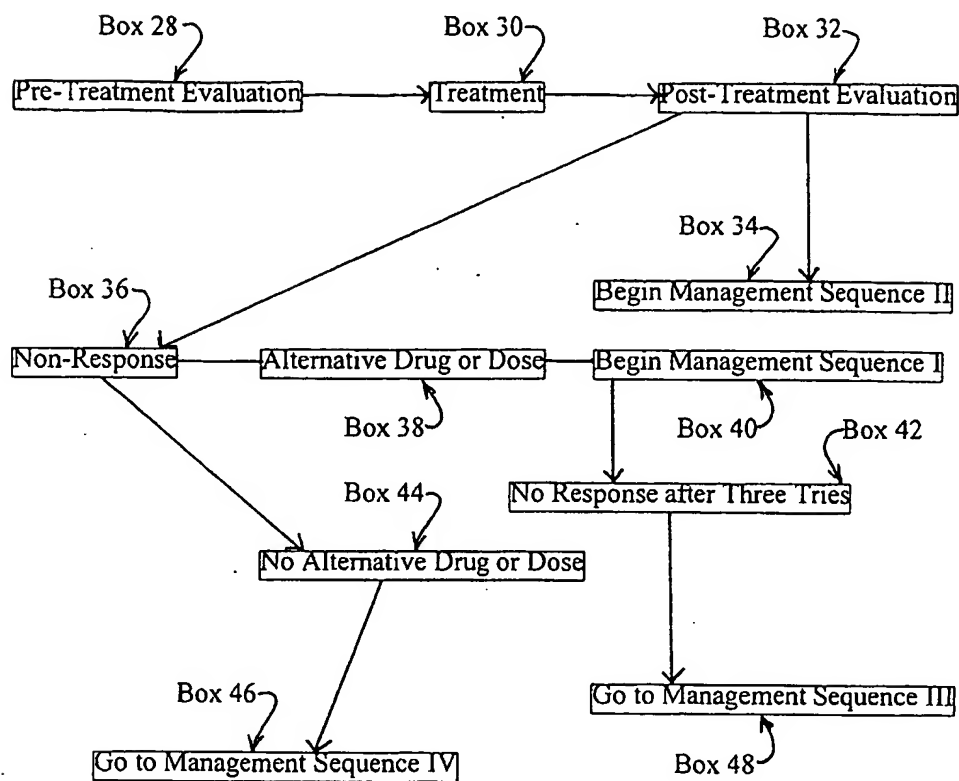 Box 28
Box 30
Box 32
Pre-Treatment Evaluation
Treatment
Post-Treatment Evaluation
Box 34
Begin Management Sequence II
Box 36
Non-Response
Alternative Drug or Dose
Begin Management Sequence I
Box 38
Box 40
Box 42
Box 44
No Response after Three Tries
No Alternative Drug or Dose
Box 46
Go to Management Sequence III
Go to Management Sequence IV
Box 48